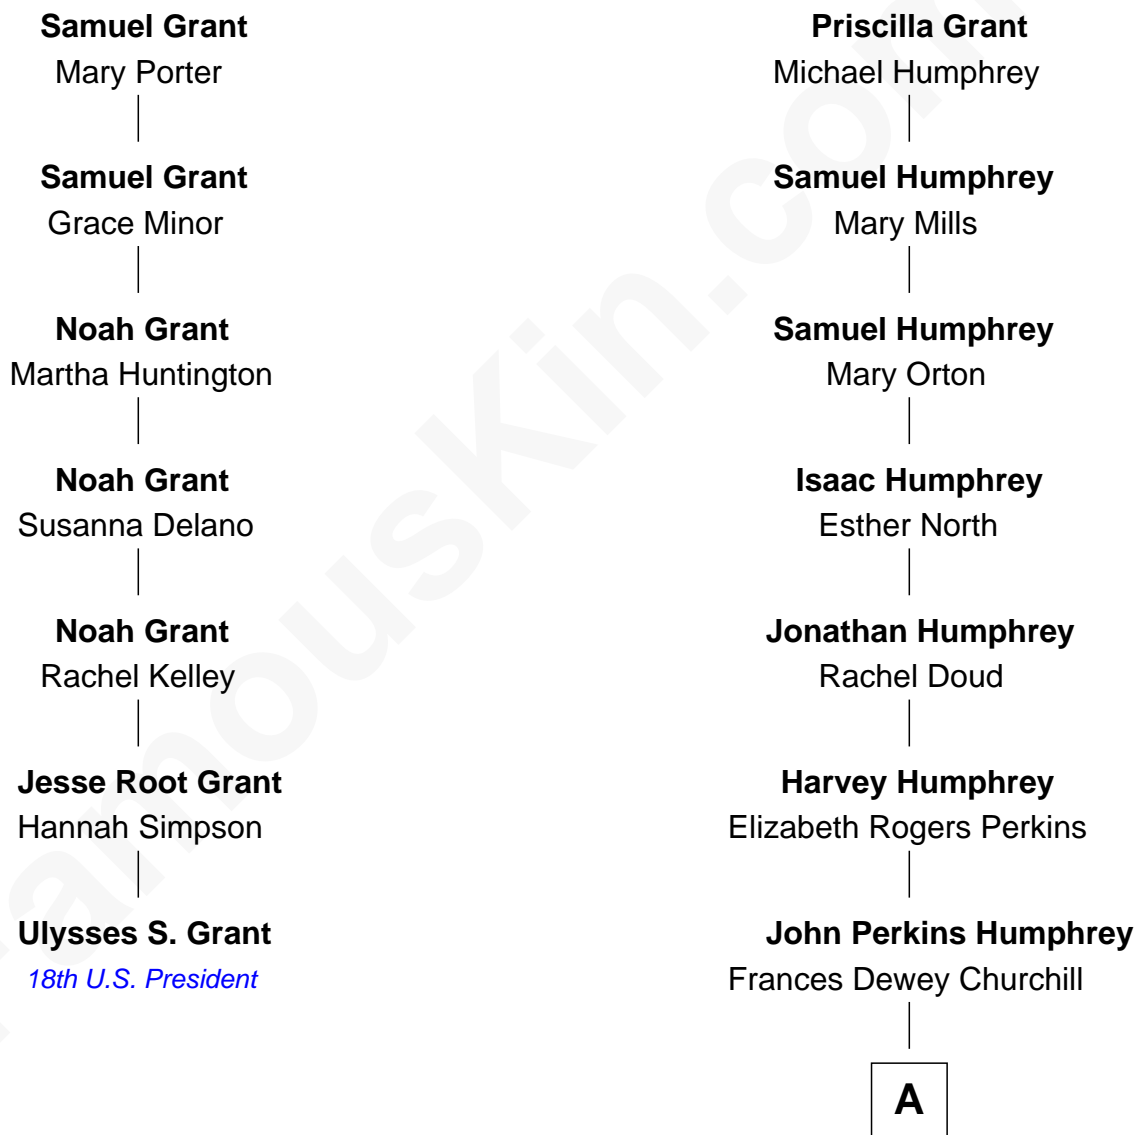 Samuel Grant
Mary Porter
Samuel Grant
Grace Minor
Noah Grant
Martha Huntington
Noah Grant
Susanna Delano
Noah Grant
Rachel Kelley
Jesse Root Grant
Hannah Simpson
Ulysses S. Grant
18th U.S. President
Priscilla Grant
Michael Humphrey
Samuel Humphrey
Mary Mills
Samuel Humphrey
Mary Orton
Isaac Humphrey
Esther North
Jonathan Humphrey
Rachel Doud
Harvey Humphrey
Elizabeth Rogers Perkins
John Perkins Humphrey
Frances Dewey Churchill
A
FamousKin.com